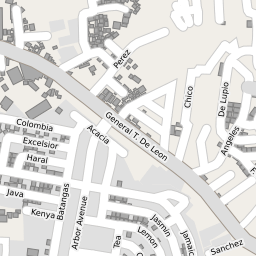 Perez
Chico
De Lupio
General T. De Leon
Angeles
Colombia
Acacia
Excelsior
Haral
Java
Kenya
Batangas
Arbor Avenue
Tea
Lemon
Jasmin
Jamaica
Sanchez